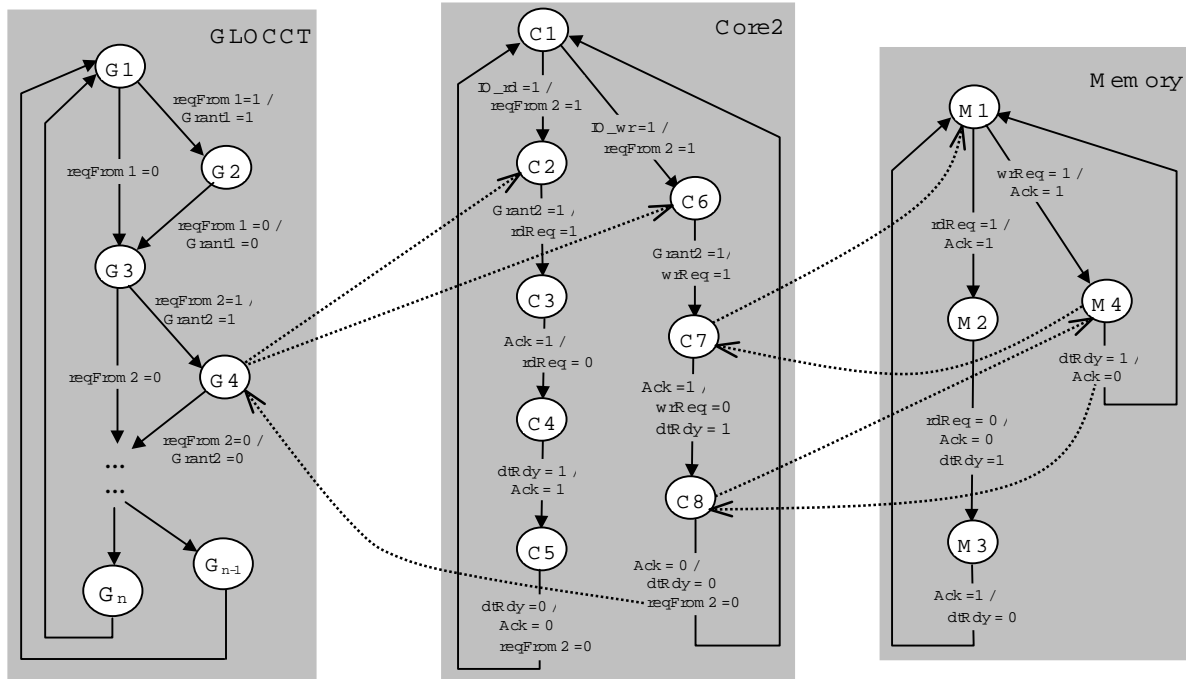 GLOCCT
G1
reqFrom1=1 /
Grant1=1
reqFrom1=0
G2
reqFrom1=0 /
Grant1=0
G3
reqFrom2=1 /
Grant2=1
reqFrom2=0
G4
reqFrom2=0 /
Grant2=0
...
...
Gn-1
Gn
Core2
C1
IO_rd=1 /
reqFrom2=1
IO_wr=1 /
reqFrom2=1
C2
Grant2=1 /
rdReq=1
C3
Ack=1 /
rdReq=0
C4
dtRdy=1 /
Ack=1
C5
dtRdy=0 /
Ack=0
reqFrom2=0
C6
Grant2=1/
wrReq=1
C7
Ack=1 /
wrReq=0
dtRdy=1
C8
Ack=0 /
dtRdy=0
reqFrom2=0
Memory
M1
wrReq=1 /
Ack=1
rdReq=1 /
Ack=1
M2
M4
dtRdy=1 /
Ack=0
rdReq=0 /
Ack=0
dtRdy=1
M3
Ack=1 /
dtRdy=0